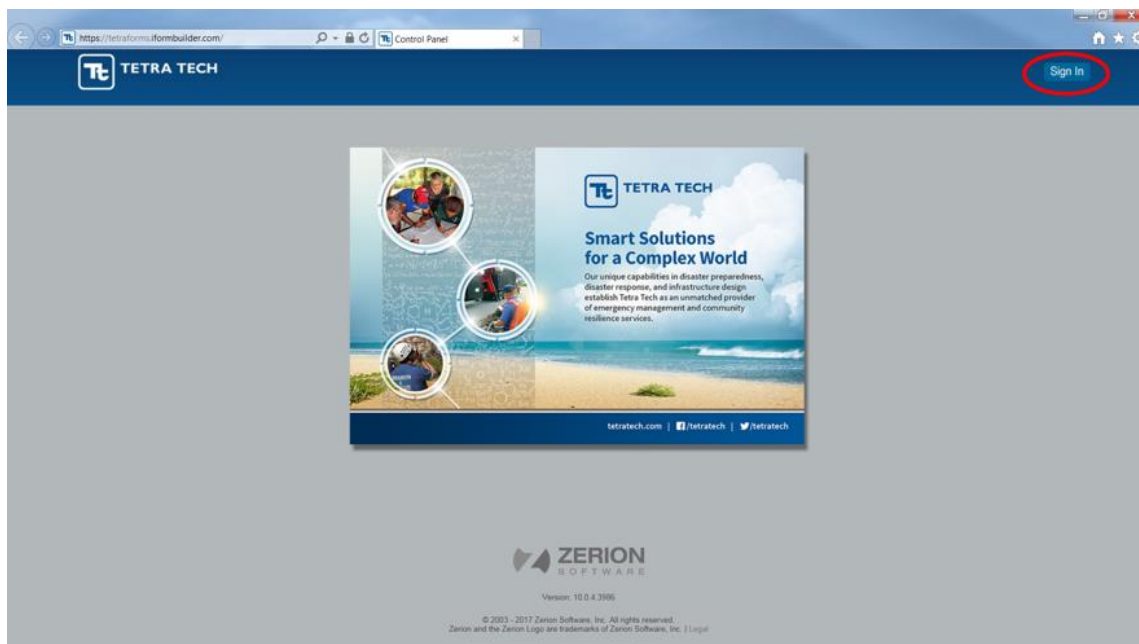 https://tetraforms.iformbuilder.com/
Control Panel
Tt TETRA TECH
Sign In
Tt TETRA TECH
Smart Solutions
for a Complex World
Our unique capabilities in disaster preparedness,
disaster response, and infrastructure design
establish Tetra Tech as an unmatched provider
of emergency management and community
resilience services.
tetratech.com | /tetratech | /tetratech
ZERION
SOFTWARE
Version: 10.0.4.3986
© 2003 - 2017 Zerion Software, Inc. All rights reserved.
Zerion and the Zerion Logo are trademarks of Zerion Software, Inc. | Legal